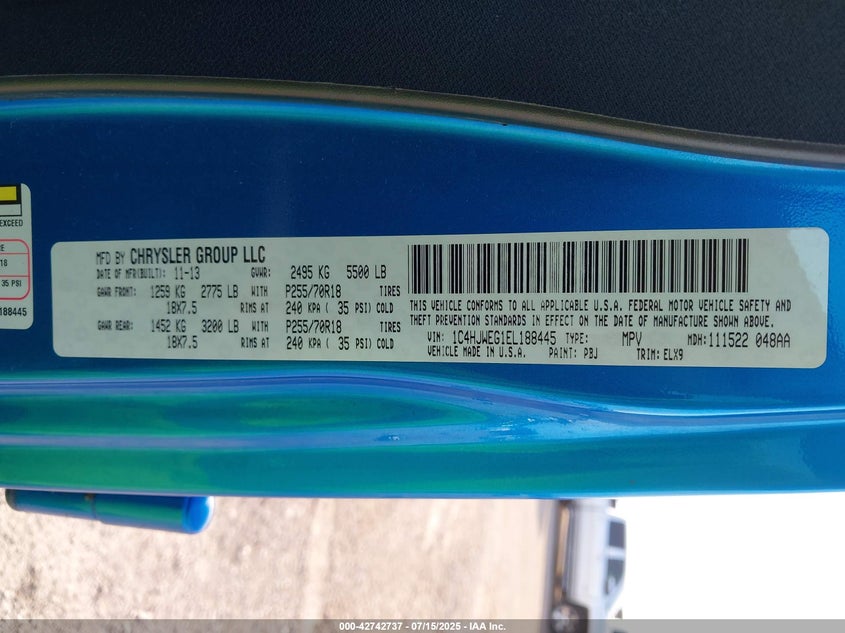 EXCEED
RE
18
35 PSI
188445
MFD BY CHRYSLER GROUP LLC
DATE OF MFR(BUILT): 11-13 GVWR: 2495 KG 5500 LB
GAWR FRONT: 1259 KG 2775 LB WITH P255/70R18 TIRES
18X7.5 RIMS AT 240 KPA ( 35 PSI) COLD
GAWR REAR: 1452 KG 3200 LB WITH P255/70R18 TIRES
18X7.5 RIMS AT 240 KPA ( 35 PSI) COLD
THIS VEHICLE CONFORMS TO ALL APPLICABLE U.S.A. FEDERAL MOTOR VEHICLE SAFETY AND
THEFT PREVENTION STANDARDS IN EFFECT ON THE DATE OF MANUFACTURE SHOWN ABOVE.
VIN: 1C4HJWEG1EL188445 TYPE: MPV MDH: 111522 048AA
VEHICLE MADE IN U.S.A. PAINT: PBJ TRIM: ELX9
000-42742737 - 07/15/2025 - IAA Inc.